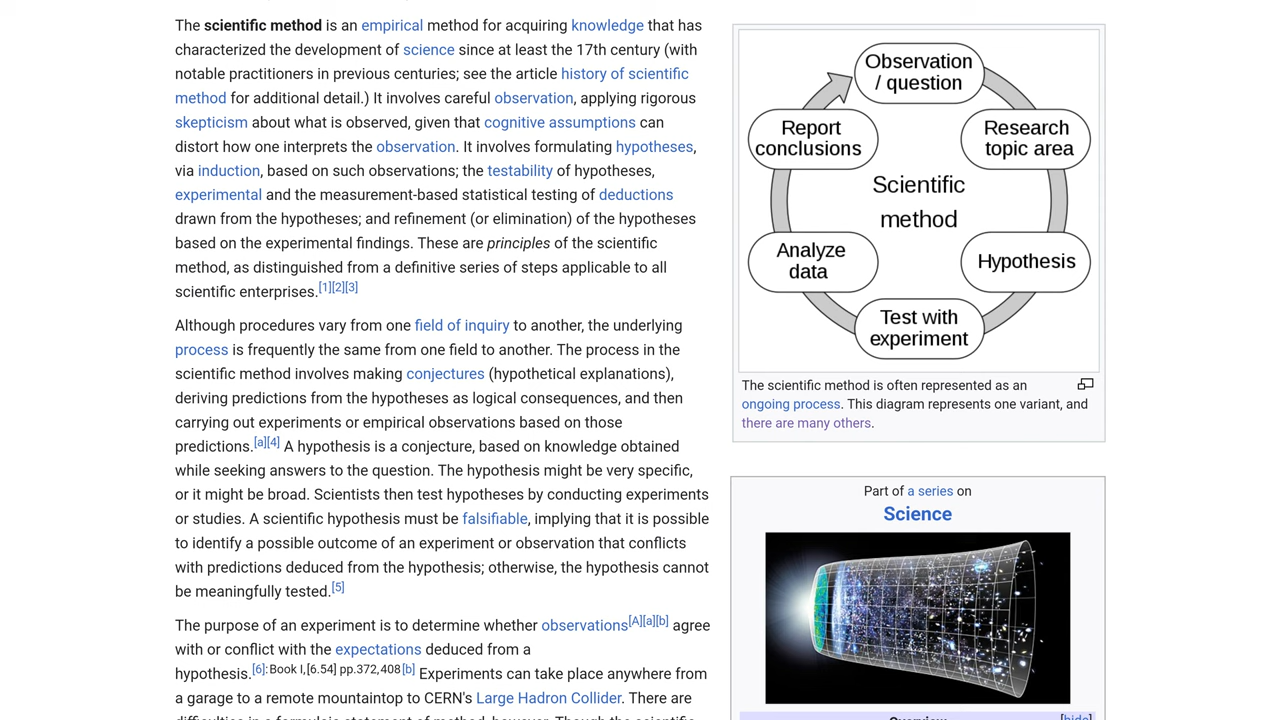 The scientific method is an empirical method for acquiring knowledge that has
characterized the development of science since at least the 17th century (with
notable practitioners in previous centuries; see the article history of scientific
method for additional detail.) It involves careful observation, applying rigorous
skepticism about what is observed, given that cognitive assumptions can
distort how one interprets the observation. It involves formulating hypotheses,
via induction, based on such observations; the testability of hypotheses,
experimental and the measurement-based statistical testing of deductions
drawn from the hypotheses; and refinement (or elimination) of the hypotheses
based on the experimental findings. These are principles of the scientific
method, as distinguished from a definitive series of steps applicable to all
scientific enterprises.[1][2][3]
Although procedures vary from one field of inquiry to another, the underlying
process is frequently the same from one field to another. The process in the
scientific method involves making conjectures (hypothetical explanations),
deriving predictions from the hypotheses as logical consequences, and then
carrying out experiments or empirical observations based on those
predictions.[a][4] A hypothesis is a conjecture, based on knowledge obtained
while seeking answers to the question. The hypothesis might be very specific,
or it might be broad. Scientists then test hypotheses by conducting experiments
or studies. A scientific hypothesis must be falsifiable, implying that it is possible
to identify a possible outcome of an experiment or observation that conflicts
with predictions deduced from the hypothesis; otherwise, the hypothesis cannot
be meaningfully tested.[5]
The purpose of an experiment is to determine whether observations[A][a][b] agree
with or conflict with the expectations deduced from a
hypothesis.[6]: Book I, [6.54] pp.372, 408 [b] Experiments can take place anywhere from
a garage to a remote mountaintop to CERN's Large Hadron Collider. There are
difficulties in a formulaic statement of method, however. Though the scientific
Observation
/ question
Research
topic area
Hypothesis
Test with
experiment
Analyze
data
Report
conclusions
Scientific
method
The scientific method is often represented as an
ongoing process. This diagram represents one variant, and
there are many others.
Part of a series on
Science
Overview
[hide]